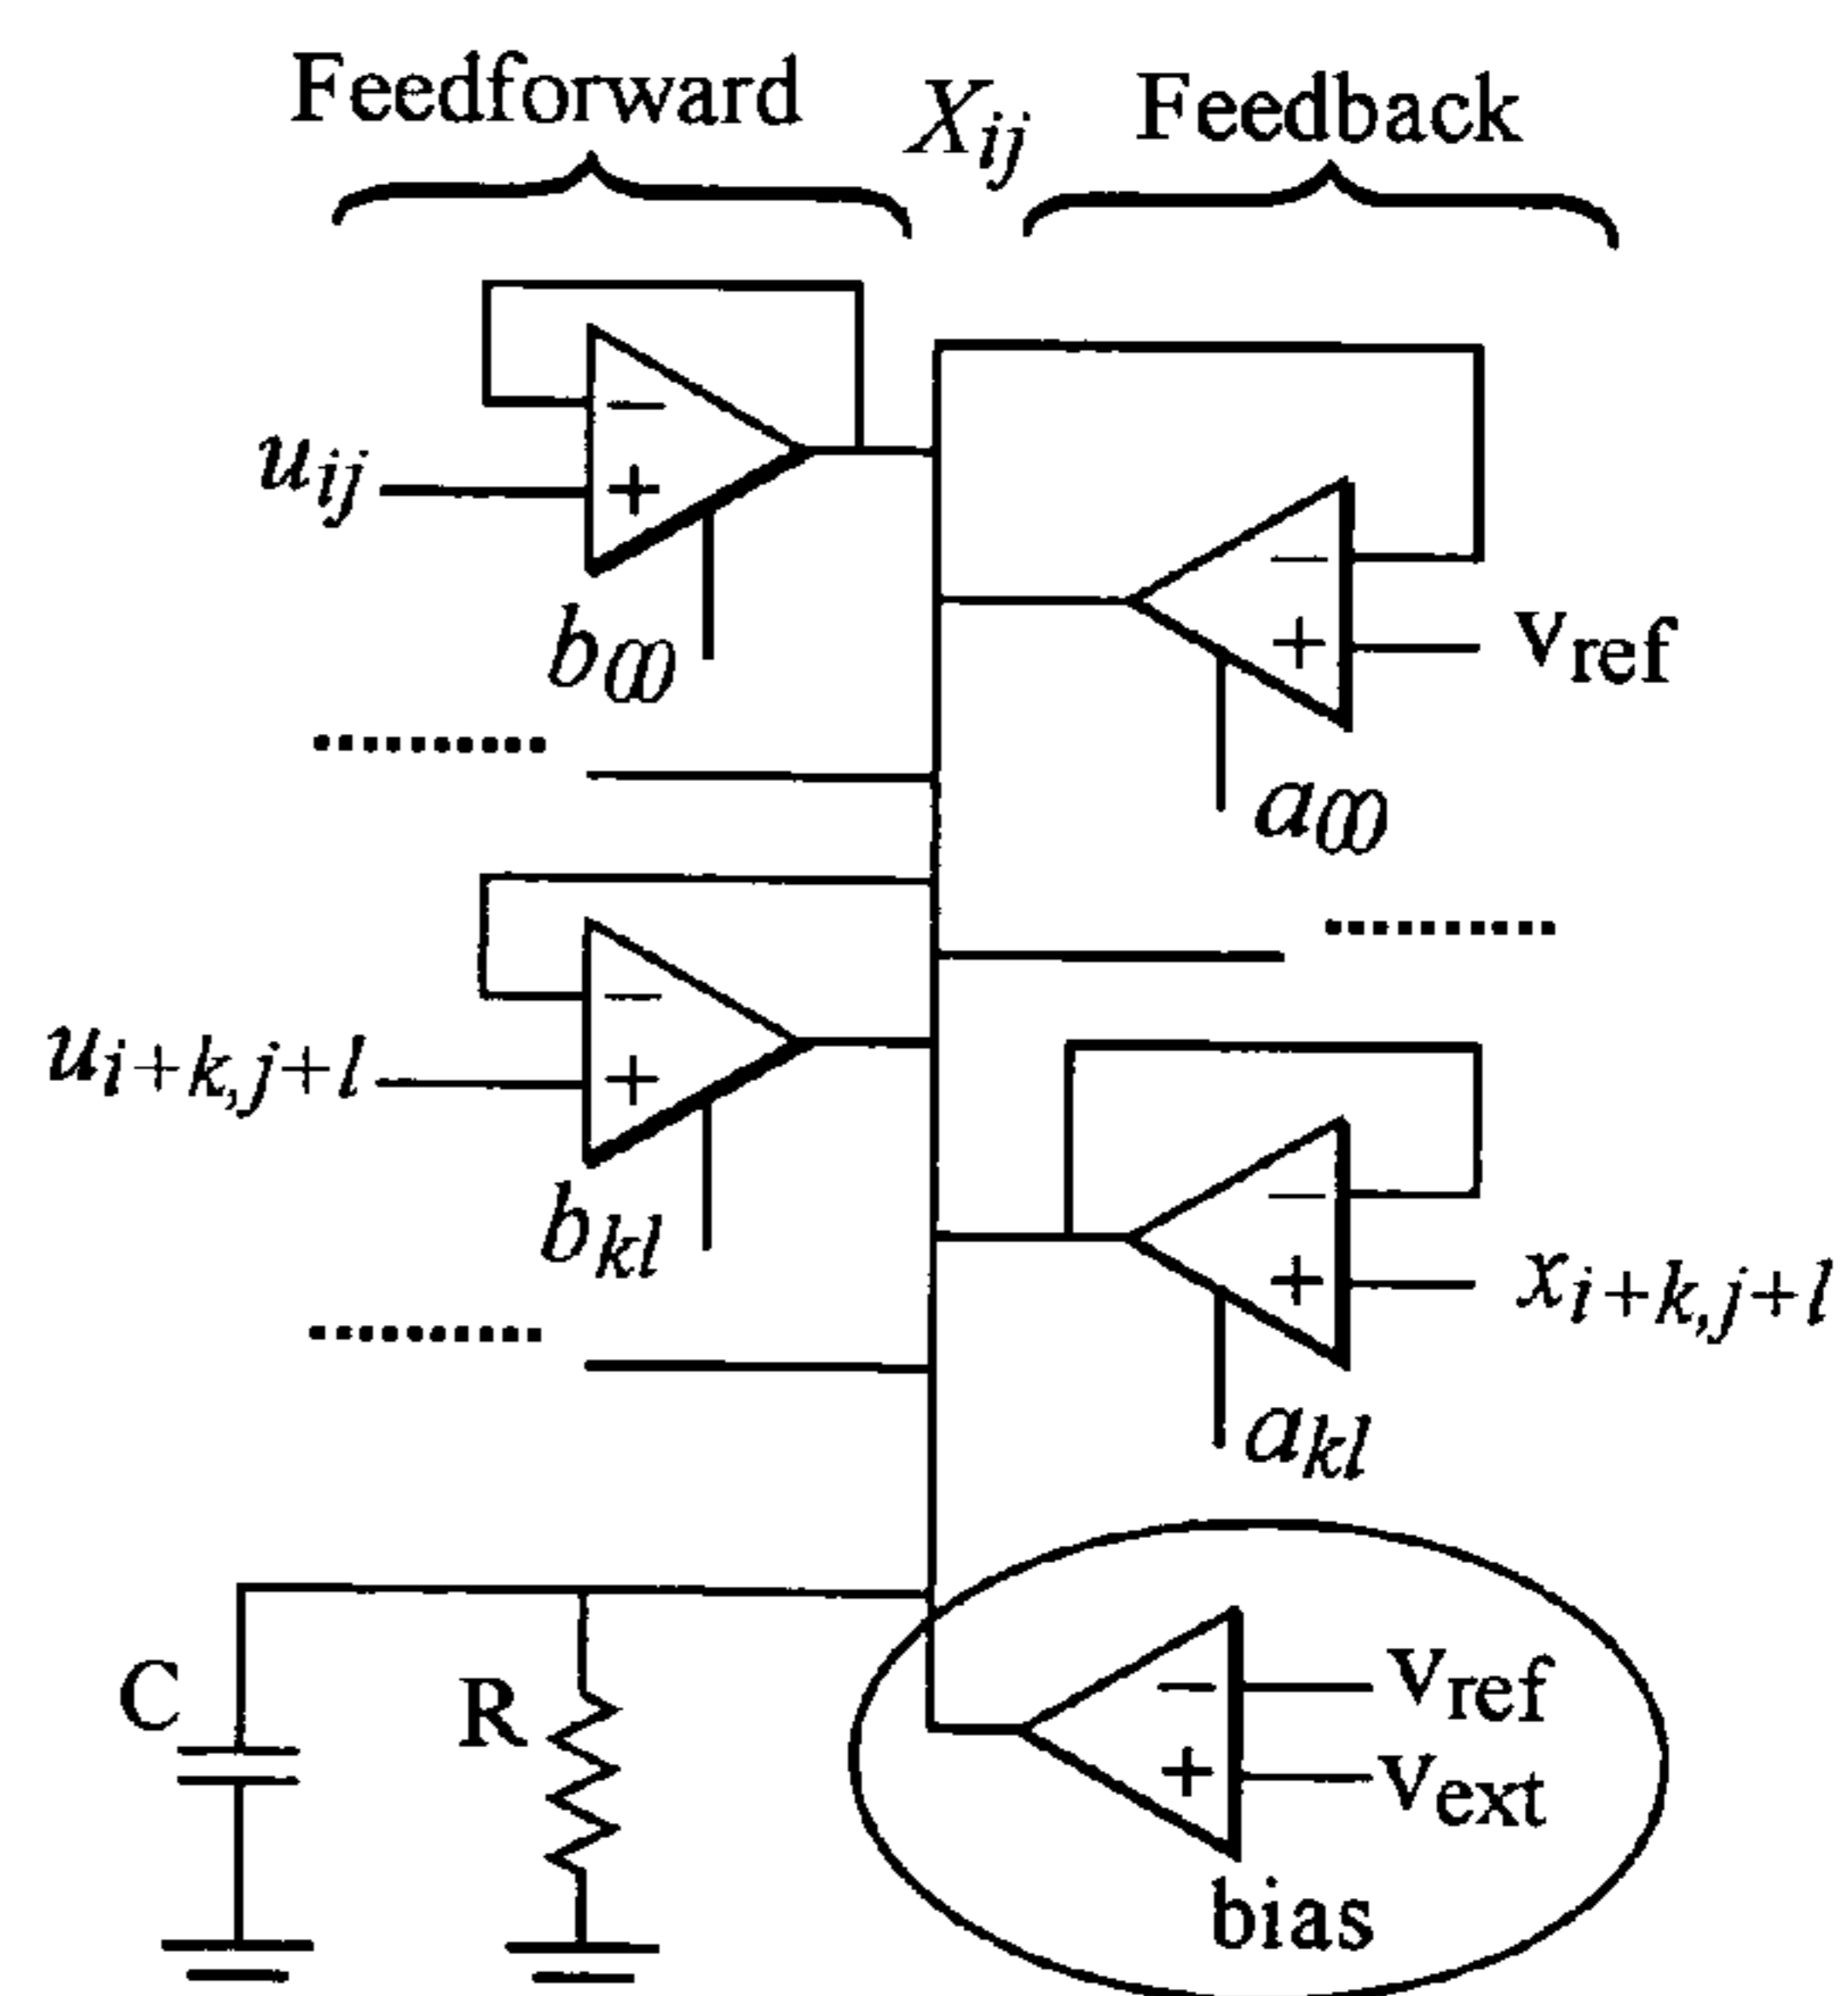 Feedforward
X_ij
Feedback
−
+
u_ij
b_00
−
+
v_ref
a_00
−
+
u_i+k,j+l
b_kl
−
+
x_i+k,j+l
a_kl
C
R
−
+
v_ref
v_ext
bias